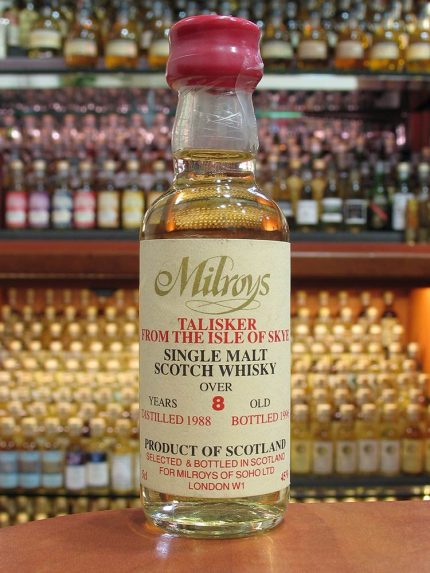 Milroys
TALISKER
FROM THE ISLE OF SKYE
SINGLE MALT
SCOTCH WHISKY
OVER
YEARS 8 OLD
DISTILLED 1988 BOTTLED
PRODUCT OF SCOTLAND
SELECTED & BOTTLED IN SCOTLAND
5cl FOR MILROYS OF SOHO LTD
LONDON W1